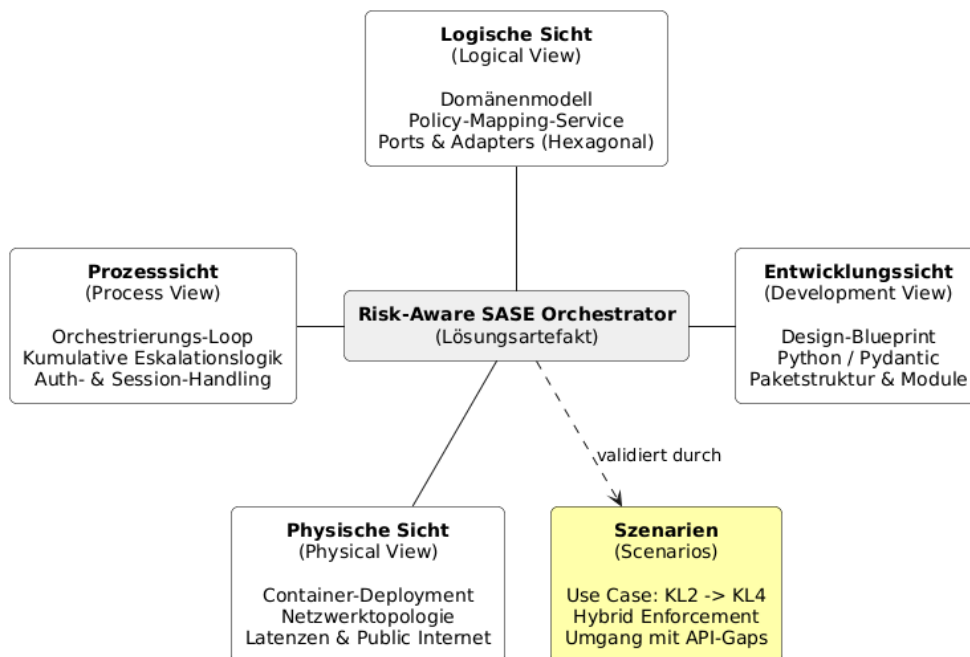 Logische Sicht
(Logical View)
Domänenmodell
Policy-Mapping-Service
Ports & Adapters (Hexagonal)
Prozesssicht
(Process View)
Orchestrierungs-Loop
Kumulative Eskalationslogik
Auth- & Session-Handling
Risk-Aware SASE Orchestrator
(Lösungsartefakt)
Entwicklungssicht
(Development View)
Design-Blueprint
Python / Pydantic
Paketstruktur & Module
validiert durch
Physische Sicht
(Physical View)
Container-Deployment
Netzwerktopologie
Latenzen & Public Internet
Szenarien
(Scenarios)
Use Case: KL2 -> KL4
Hybrid Enforcement
Umgang mit API-Gaps